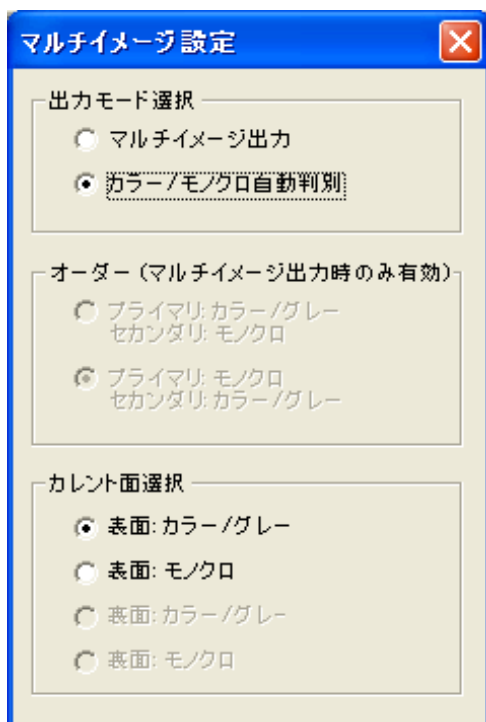 マルチイメージ設定
出力モード選択
マルチイメージ出力
カラー/モノクロ自動判別
オーダー(マルチイメージ出力時のみ有効)
プライマリ: カラー/グレー
セカンダリ: モノクロ
プライマリ: モノクロ
セカンダリ: カラー/グレー
カレント面選択
表面: カラー/グレー
表面: モノクロ
裏面: カラー/グレー
裏面: モノクロ